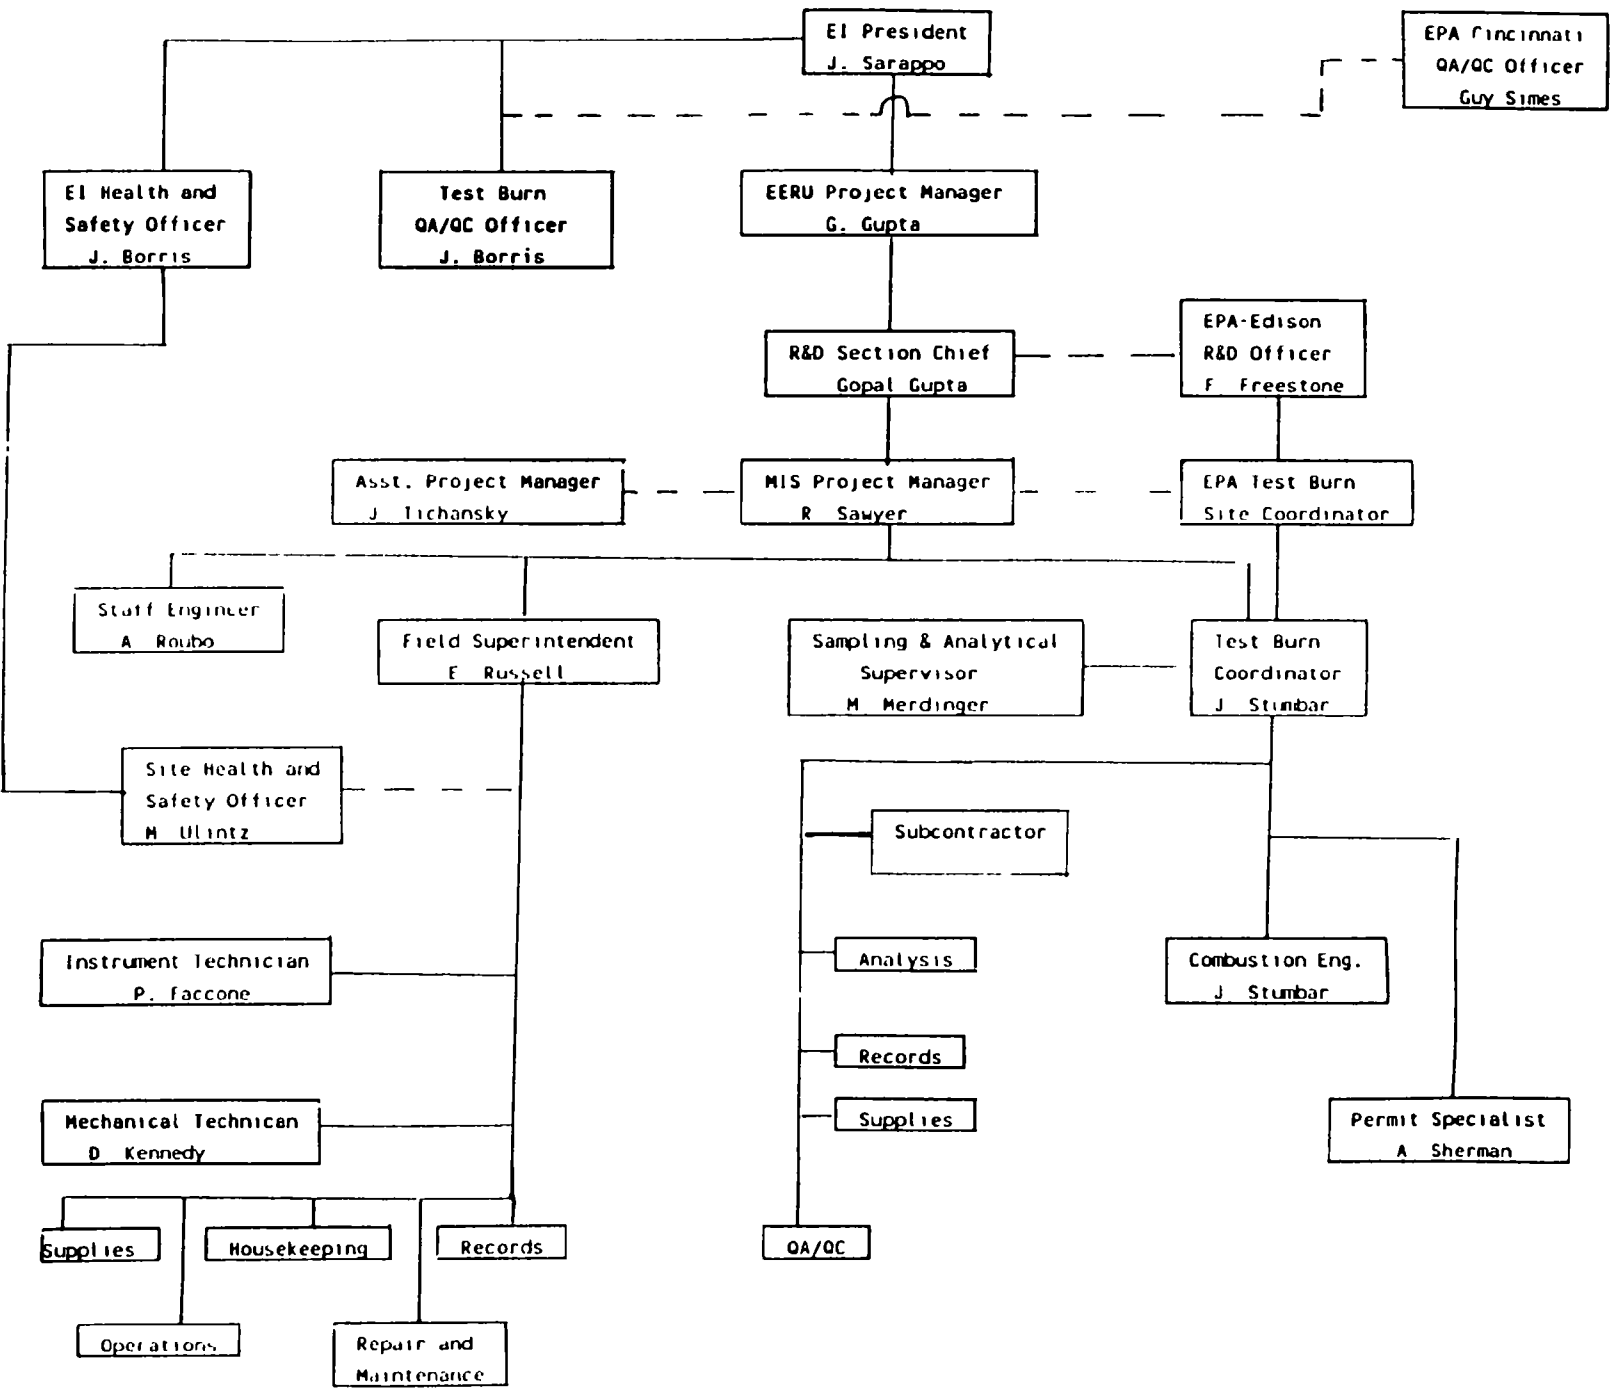 EI President
J. Sarappo
EPA Cincinnati
QA/QC Officer
Guy Simes
EI Health and
Safety Officer
J. Borris
Test Burn
QA/QC Officer
J. Borris
EERU Project Manager
G. Gupta
R&D Section Chief
Gopal Gupta
EPA-Edison
R&D Officer
F Freestone
Asst. Project Manager
J Tichansky
MIS Project Manager
R Sawyer
EPA Test Burn
Site Coordinator
Staff Engineer
A Roubo
Field Superintendent
E Russell
Sampling & Analytical
Supervisor
M Merdinger
Test Burn
Coordinator
J Stumbar
Site Health and
Safety Officer
M Ulintz
Subcontractor
Instrument Technician
P. Faccone
Analysis
Combustion Eng.
J Stumbar
Records
Supplies
Mechanical Technican
D Kennedy
Permit Specialist
A Sherman
Supplies
Housekeeping
Records
QA/QC
Operations
Repair and
Maintenance